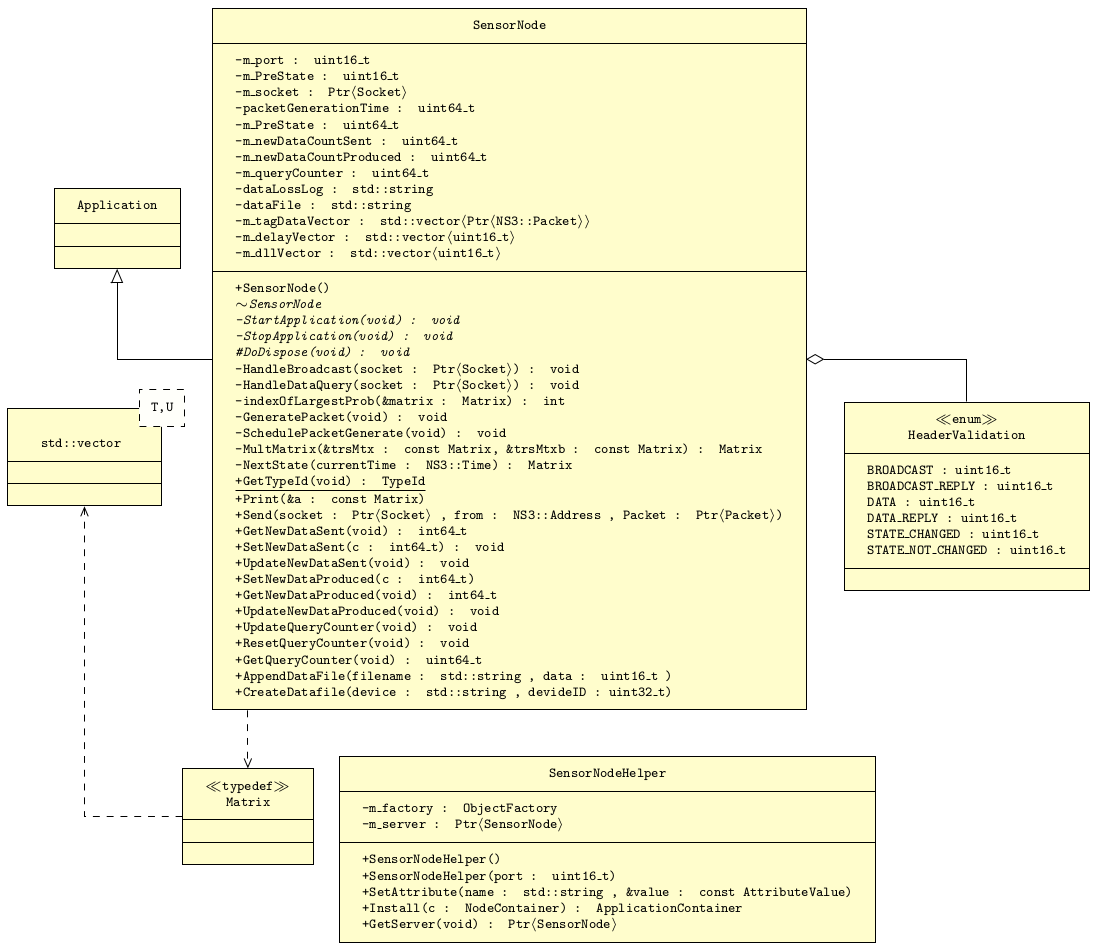 SensorNode
-m_port : uint16_t
-m_PreState : uint16_t
-m_socket : Ptr⟨Socket⟩
-packetGenerationTime : uint64_t
-m_PreState : uint64_t
-m_newDataCountSent : uint64_t
-m_newDataCountProduced : uint64_t
-m_queryCounter : uint64_t
-dataLossLog : std::string
-dataFile : std::string
-m_tagDataVector : std::vector⟨Ptr⟨NS3::Packet⟩⟩
-m_delayVector : std::vector⟨uint16_t⟩
-m_dllVector : std::vector⟨uint16_t⟩
+SensorNode()
∼SensorNode
-StartApplication(void) : void
-StopApplication(void) : void
#DoDispose(void) : void
-HandleBroadcast(socket : Ptr⟨Socket⟩) : void
-HandleDataQuery(socket : Ptr⟨Socket⟩) : void
-indexOfLargestProb(&matrix : Matrix) : int
-GeneratePacket(void) : void
-SchedulePacketGenerate(void) : void
-MultMatrix(&trsMtx : const Matrix, &trsMtxb : const Matrix) : Matrix
-NextState(currentTime : NS3::Time) : Matrix
+GetTypeId(void) : TypeId
+Print(&a : const Matrix)
+Send(socket : Ptr⟨Socket⟩ , from : NS3::Address , Packet : Ptr⟨Packet⟩)
+GetNewDataSent(void) : int64_t
+SetNewDataSent(c : int64_t) : void
+UpdateNewDataSent(void) : void
+SetNewDataProduced(c : int64_t)
+GetNewDataProduced(void) : int64_t
+UpdateNewDataProduced(void) : void
+UpdateQueryCounter(void) : void
+ResetQueryCounter(void) : void
+GetQueryCounter(void) : uint64_t
+AppendDataFile(filename : std::string , data : uint16_t )
+CreateDatafile(device : std::string , devideID : uint32_t)
Application
T,U
std::vector
≪enum≫
HeaderValidation
BROADCAST : uint16_t
BROADCAST_REPLY : uint16_t
DATA : uint16_t
DATA_REPLY : uint16_t
STATE_CHANGED : uint16_t
STATE_NOT_CHANGED : uint16_t
≪typedef≫
Matrix
SensorNodeHelper
-m_factory : ObjectFactory
-m_server : Ptr⟨SensorNode⟩
+SensorNodeHelper()
+SensorNodeHelper(port : uint16_t)
+SetAttribute(name : std::string , &value : const AttributeValue)
+Install(c : NodeContainer) : ApplicationContainer
+GetServer(void) : Ptr⟨SensorNode⟩